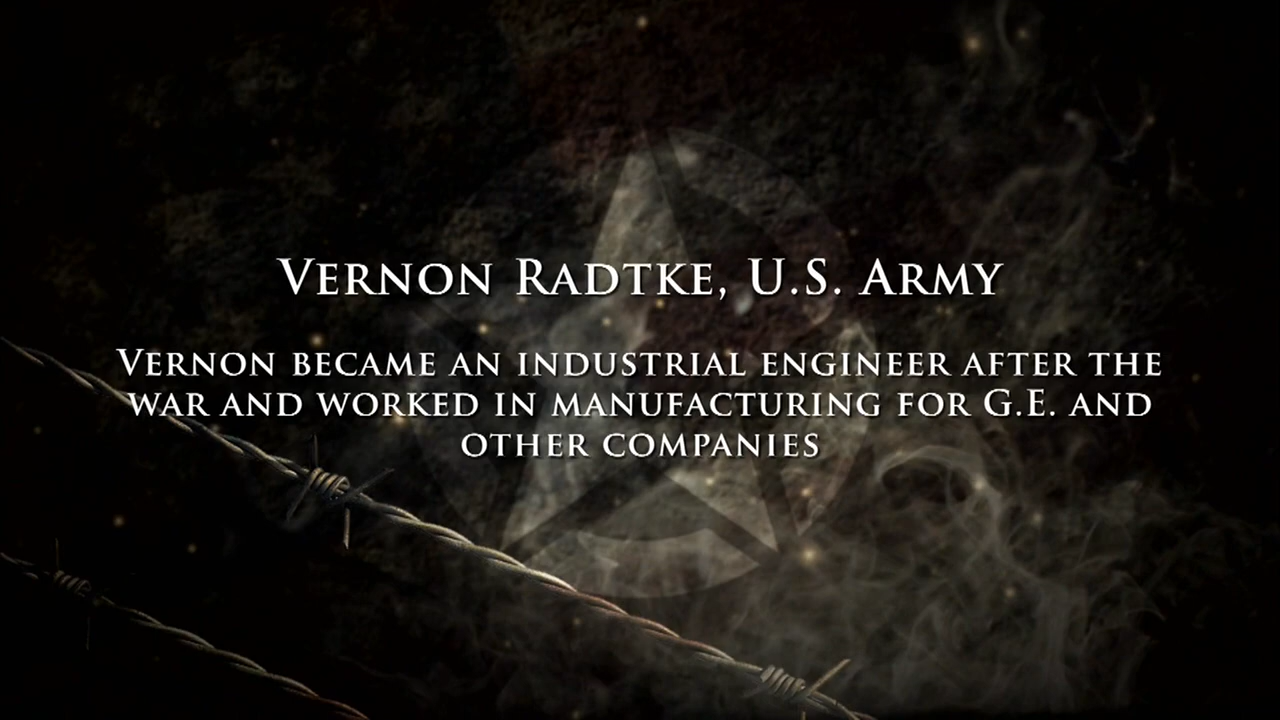 Vernon Radtke, U.S. Army
Vernon became an industrial engineer after the
war and worked in manufacturing for G.E. and
other companies